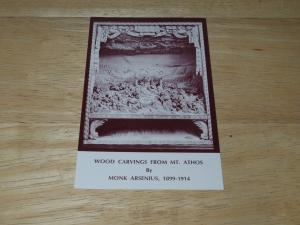 WOOD CARVINGS FROM MT. ATHOS
By
MONK ARSENIUS, 1899-1914